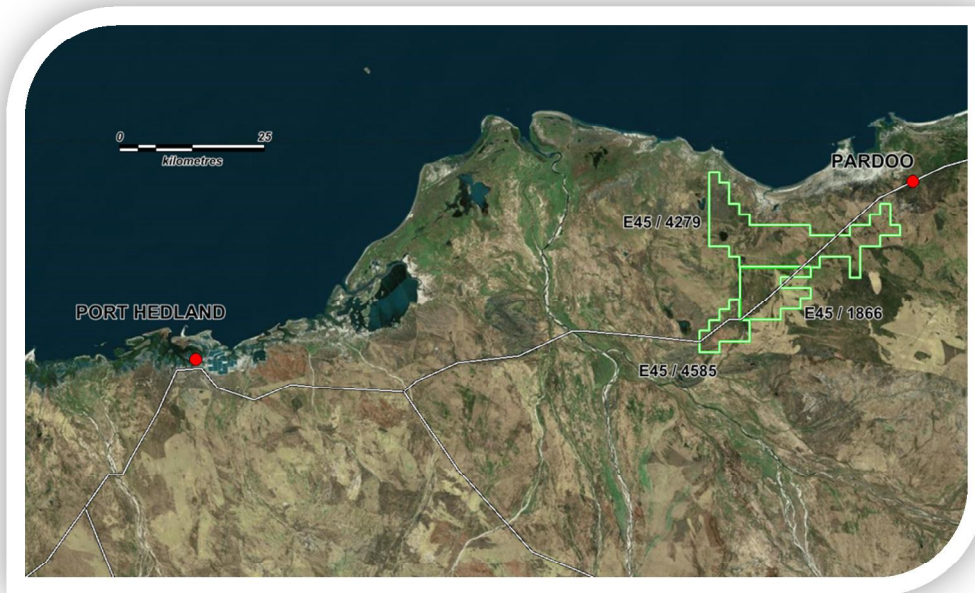 0 25
kilometres
PARDOO
E45 / 4279
PORT HEDLAND
E45 / 1866
E45 / 4585